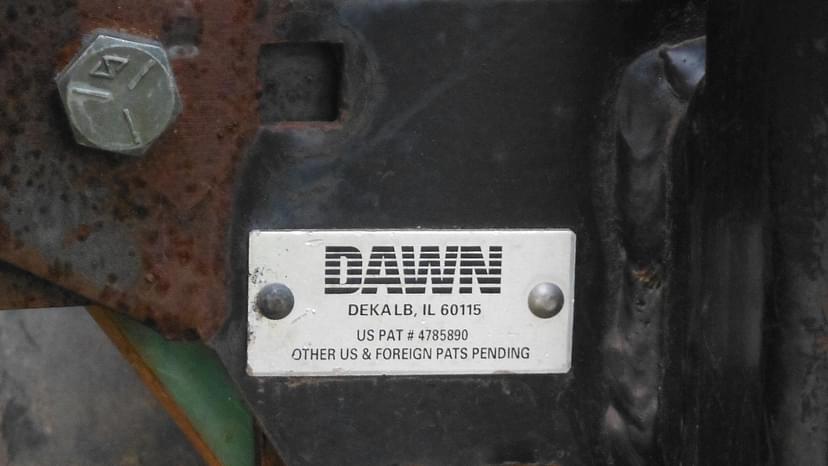 DAWN
DEKALB, IL 60115
US PAT # 4785890
OTHER US & FOREIGN PATS PENDING